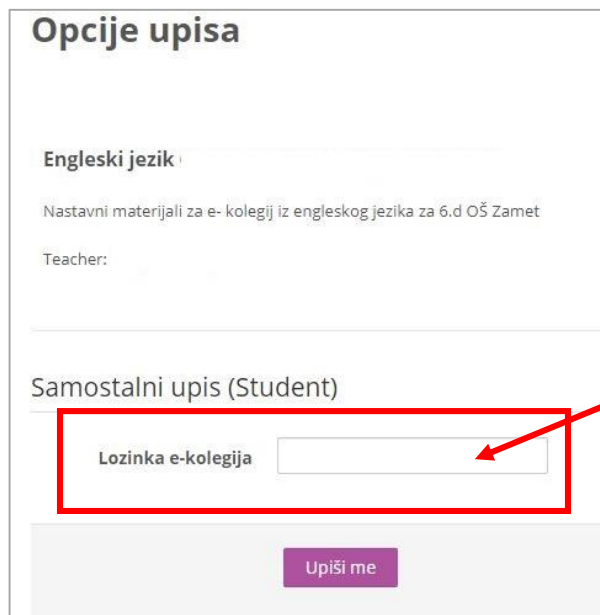 Opcije upisa
Engleski jezik
Nastavni materijali za e- kolegij iz engleskog jezika za 6.d OŠ Zamet
Teacher:
Samostalni upis (Student)
Lozinka e-kolegija
Upiši me